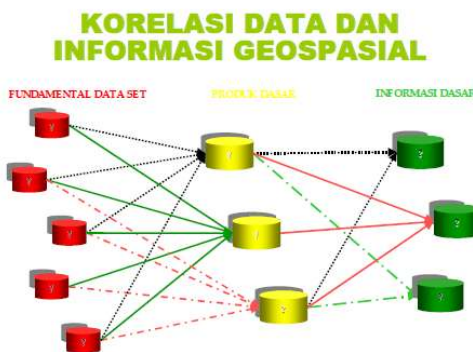 KORELASI DATA DAN
INFORMASI GEOSPASIAL
FUNDAMENTAL DATA SET
PRODUK DASAR
INFORMASI DASAR